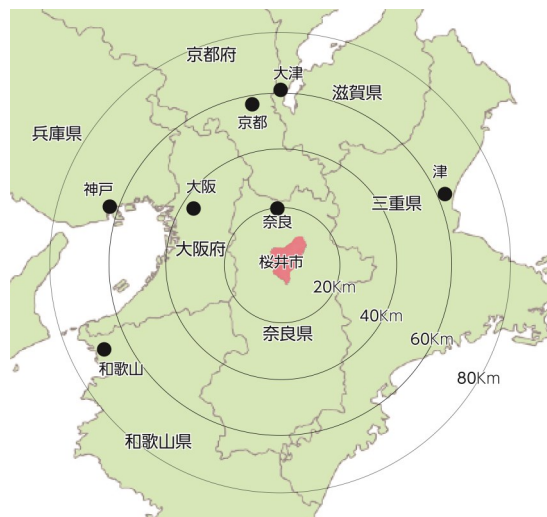 京都府
大津
滋賀県
京都
兵庫県
神戸
大阪
津
三重県
奈良
大阪府
桜井市
20Km
40Km
奈良県
60Km
和歌山
80Km
和歌山県